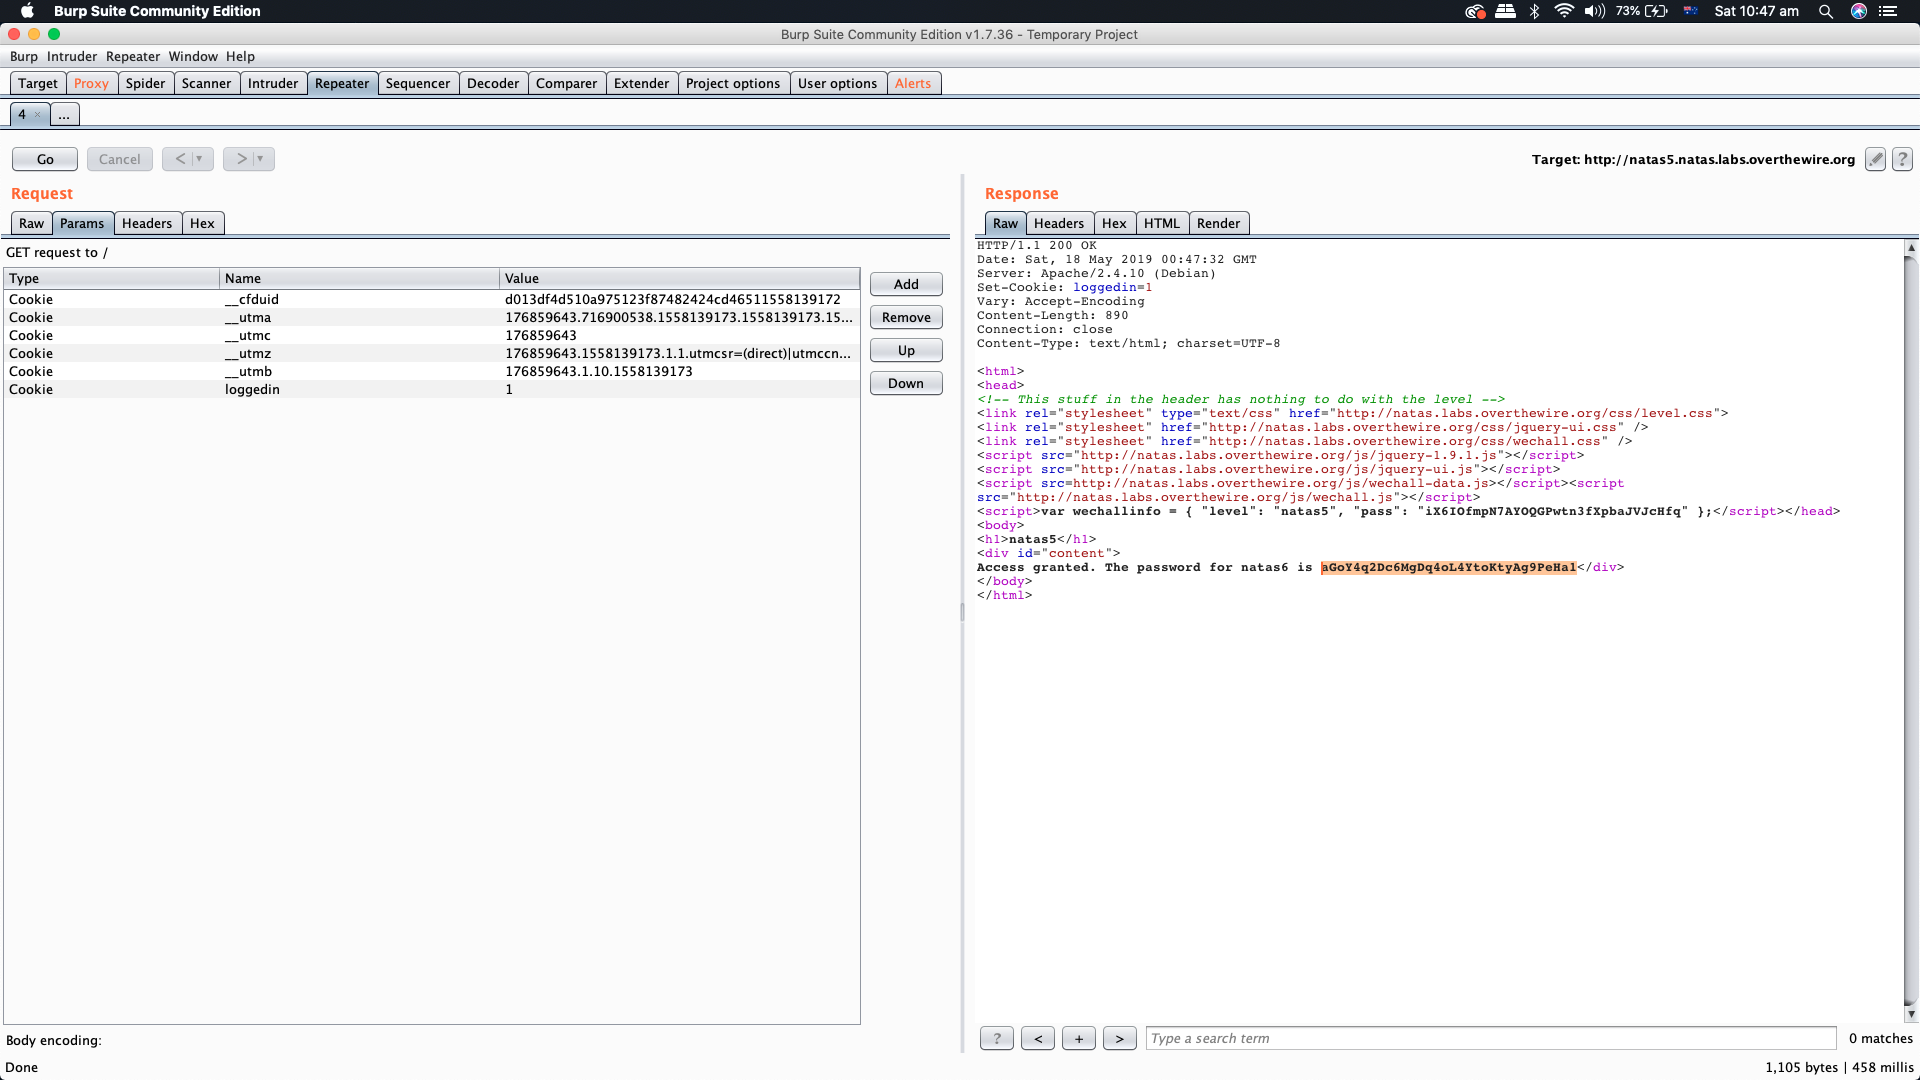 Burp Suite Community Edition
73%
Sat 10:47 am
Burp Suite Community Edition v1.7.36 - Temporary Project
Burp Intruder Repeater Window Help
Target Proxy Spider Scanner Intruder Repeater Sequencer Decoder Comparer Extender Project options User options Alerts
4 × ...
Go Cancel < > 
Target: http://natas5.natas.labs.overthewire.org
?
Request
Raw Params Headers Hex
GET request to /
Type Name Value
Cookie __cfduid d013df4d510a975123f87482424cd46511558139172
Cookie __utma 176859643.716900538.1558139173.1558139173.15...
Cookie __utmc 176859643
Cookie __utmz 176859643.1558139173.1.1.utmcsr=(direct)|utmccn...
Cookie __utmb 176859643.1.10.1558139173
Cookie loggedin 1
Add
Remove
Up
Down
Body encoding:
Done
Response
Raw Headers Hex HTML Render
HTTP/1.1 200 OK
Date: Sat, 18 May 2019 00:47:32 GMT
Server: Apache/2.4.10 (Debian)
Set-Cookie: loggedin=1
Vary: Accept-Encoding
Content-Length: 890
Connection: close
Content-Type: text/html; charset=UTF-8
<html>
<head>
<!-- This stuff in the header has nothing to do with the level -->
<link rel="stylesheet" type="text/css" href="http://natas.labs.overthewire.org/css/level.css">
<link rel="stylesheet" href="http://natas.labs.overthewire.org/css/jquery-ui.css" />
<link rel="stylesheet" href="http://natas.labs.overthewire.org/css/wechall.css" />
<script src="http://natas.labs.overthewire.org/js/jquery-1.9.1.js"></script>
<script src="http://natas.labs.overthewire.org/js/jquery-ui.js"></script>
<script src=http://natas.labs.overthewire.org/js/wechall-data.js></script><script
src="http://natas.labs.overthewire.org/js/wechall.js"></script>
<script>var wechallinfo = { "level": "natas5", "pass": "iX6IOfmpN7AYOQGPwtn3fXpbaJVJcHfq" };</script></head>
<body>
<h1>natas5</h1>
<div id="content">
Access granted. The password for natas6 is aGoY4q2Dc6MgDq4oL4YtoKtyAg9PeHa1</div>
</body>
</html>
? < + > Type a search term 0 matches
1,105 bytes | 458 millis